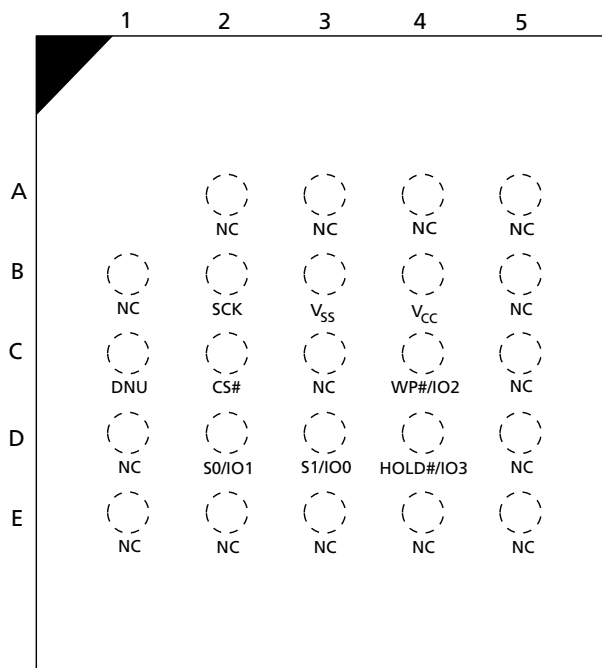 1 2 3 4 5
A
NC NC NC NC
B
NC SCK VSS VCC NC
C
DNU CS# NC WP#/IO2 NC
D
NC S0/IO1 S1/IO0 HOLD#/IO3 NC
E
NC NC NC NC NC